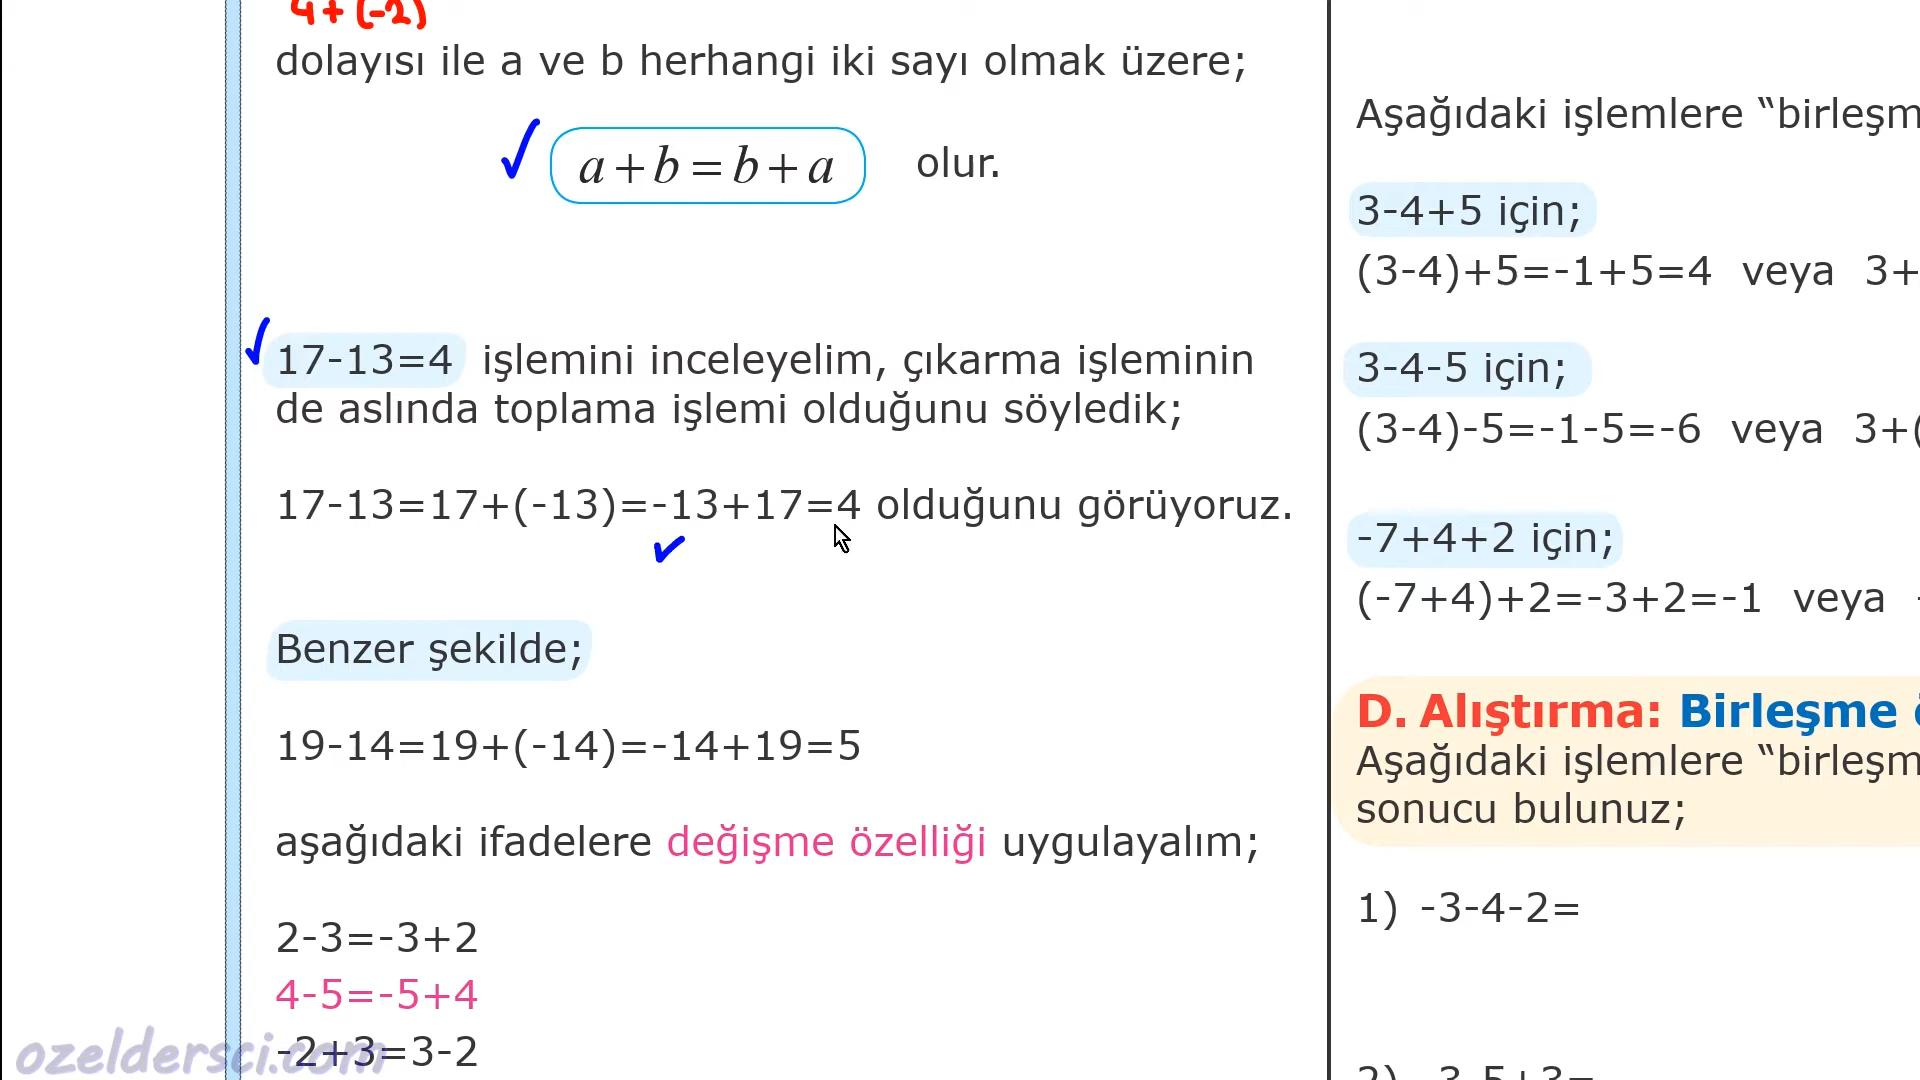 4+(-2)
dolayısı ile a ve b herhangi iki sayı olmak üzere;
a+b=b+a olur.
17-13=4 işlemini inceleyelim, çıkarma işleminin
de aslında toplama işlemi olduğunu söyledik;
17-13=17+(-13)=-13+17=4 olduğunu görüyoruz.
Benzer şekilde;
19-14=19+(-14)=-14+19=5
aşağıdaki ifadelere değişme özelliği uygulayalım;
2-3=-3+2
4-5=-5+4
-2+3=3-2
ozeldersci.com
Aşağıdaki işlemlere “birleşm
3-4+5 için;
(3-4)+5=-1+5=4 veya 3+
3-4-5 için;
(3-4)-5=-1-5=-6 veya 3+(
-7+4+2 için;
(-7+4)+2=-3+2=-1 veya -
D. Alıştırma: Birleşme
Aşağıdaki işlemlere “birleşm
sonucu bulunuz;
1) -3-4-2=